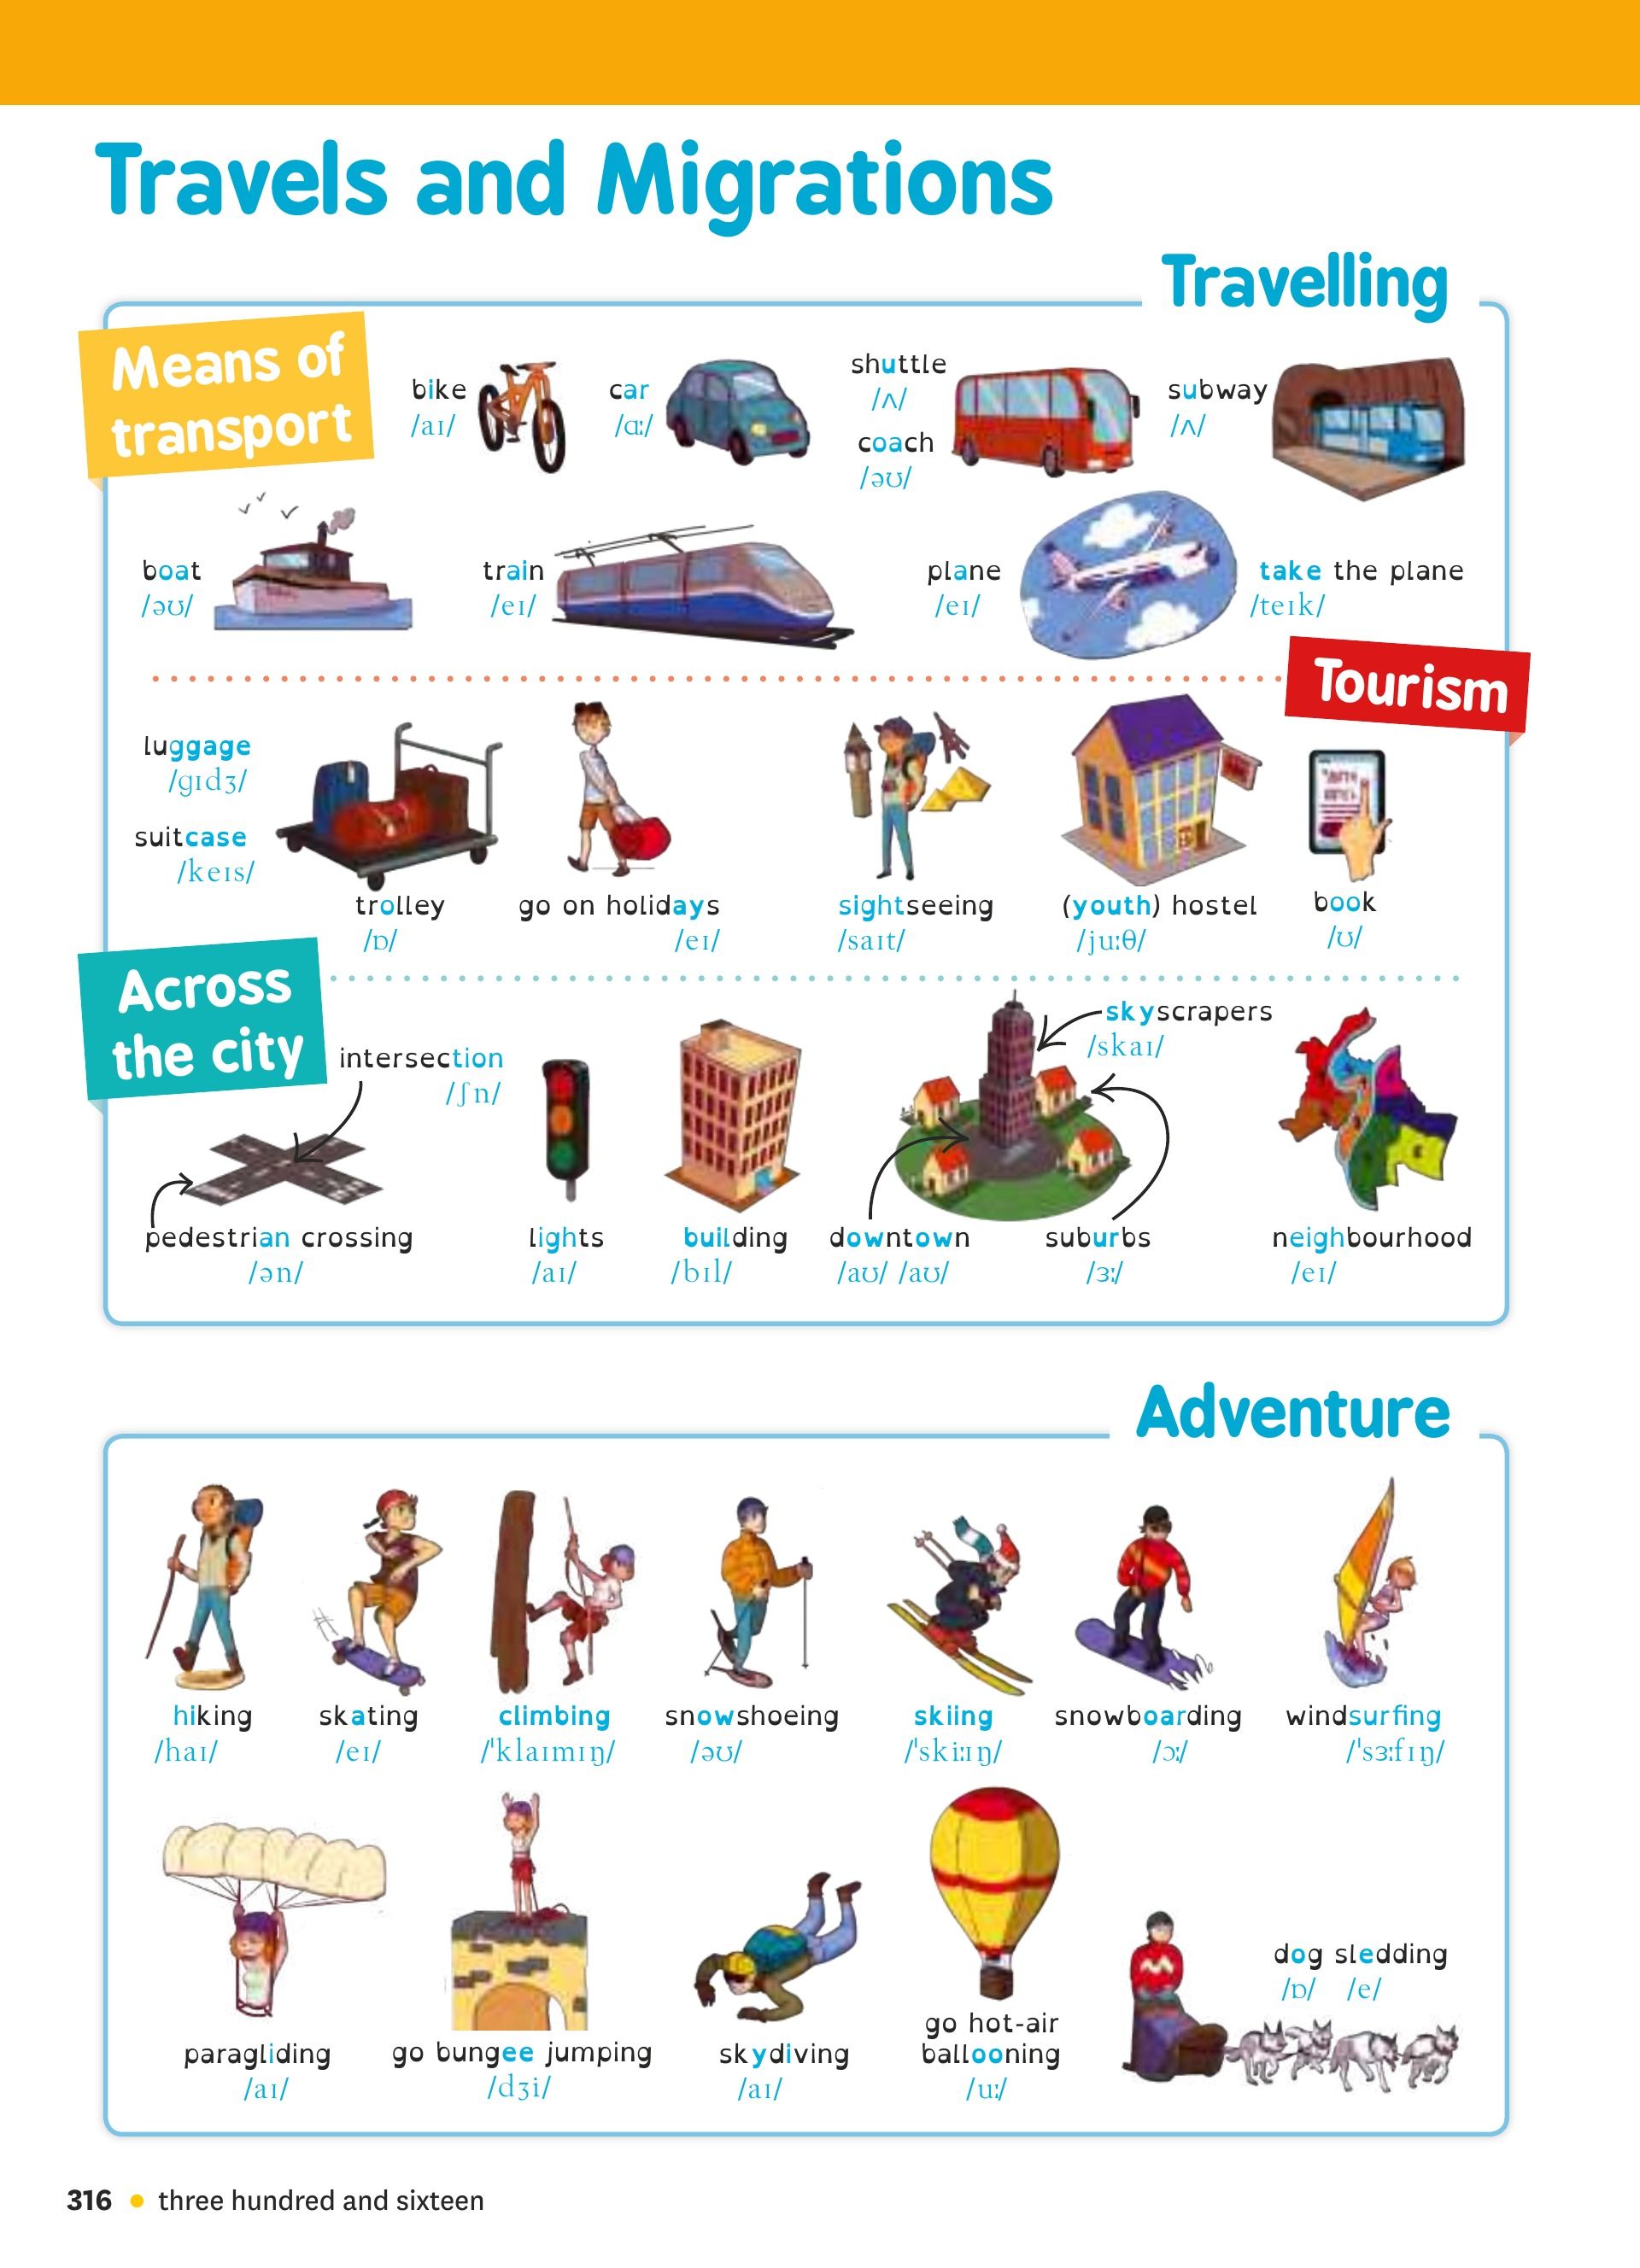 Travels and Migrations
Travelling
Means of
transport
bike
/aɪ/
car
/ɑː/
shuttle
/ʌ/
coach
/əʊ/
subway
/ʌ/
boat
/əʊ/
train
/eɪ/
plane
/eɪ/
take the plane
/teɪk/
Tourism
luggage
/gɪdʒ/
suitcase
/keɪs/
trolley
/ɒ/
go on holidays
/eɪ/
sightseeing
/saɪt/
(youth) hostel
/juːθ/
book
/ʊ/
Across
the city
intersection
/ʃn/
pedestrian crossing
/ən/
lights
/aɪ/
building
/bɪl/
downtown
/aʊ/ /aʊ/
skyscrapers
/skaɪ/
suburbs
/ɜː/
neighbourhood
/eɪ/
Adventure
hiking
/haɪ/
skating
/eɪ/
climbing
/ˈklaɪmɪŋ/
snowshoeing
/əʊ/
skiing
/ˈskiːɪŋ/
snowboarding
/ɔː/
windsurfing
/ˈsɜːfɪŋ/
paragliding
/aɪ/
go bungee jumping
/dʒi/
skydiving
/aɪ/
go hot-air
ballooning
/uː/
dog sledding
/ɒ/ /e/
316 • three hundred and sixteen